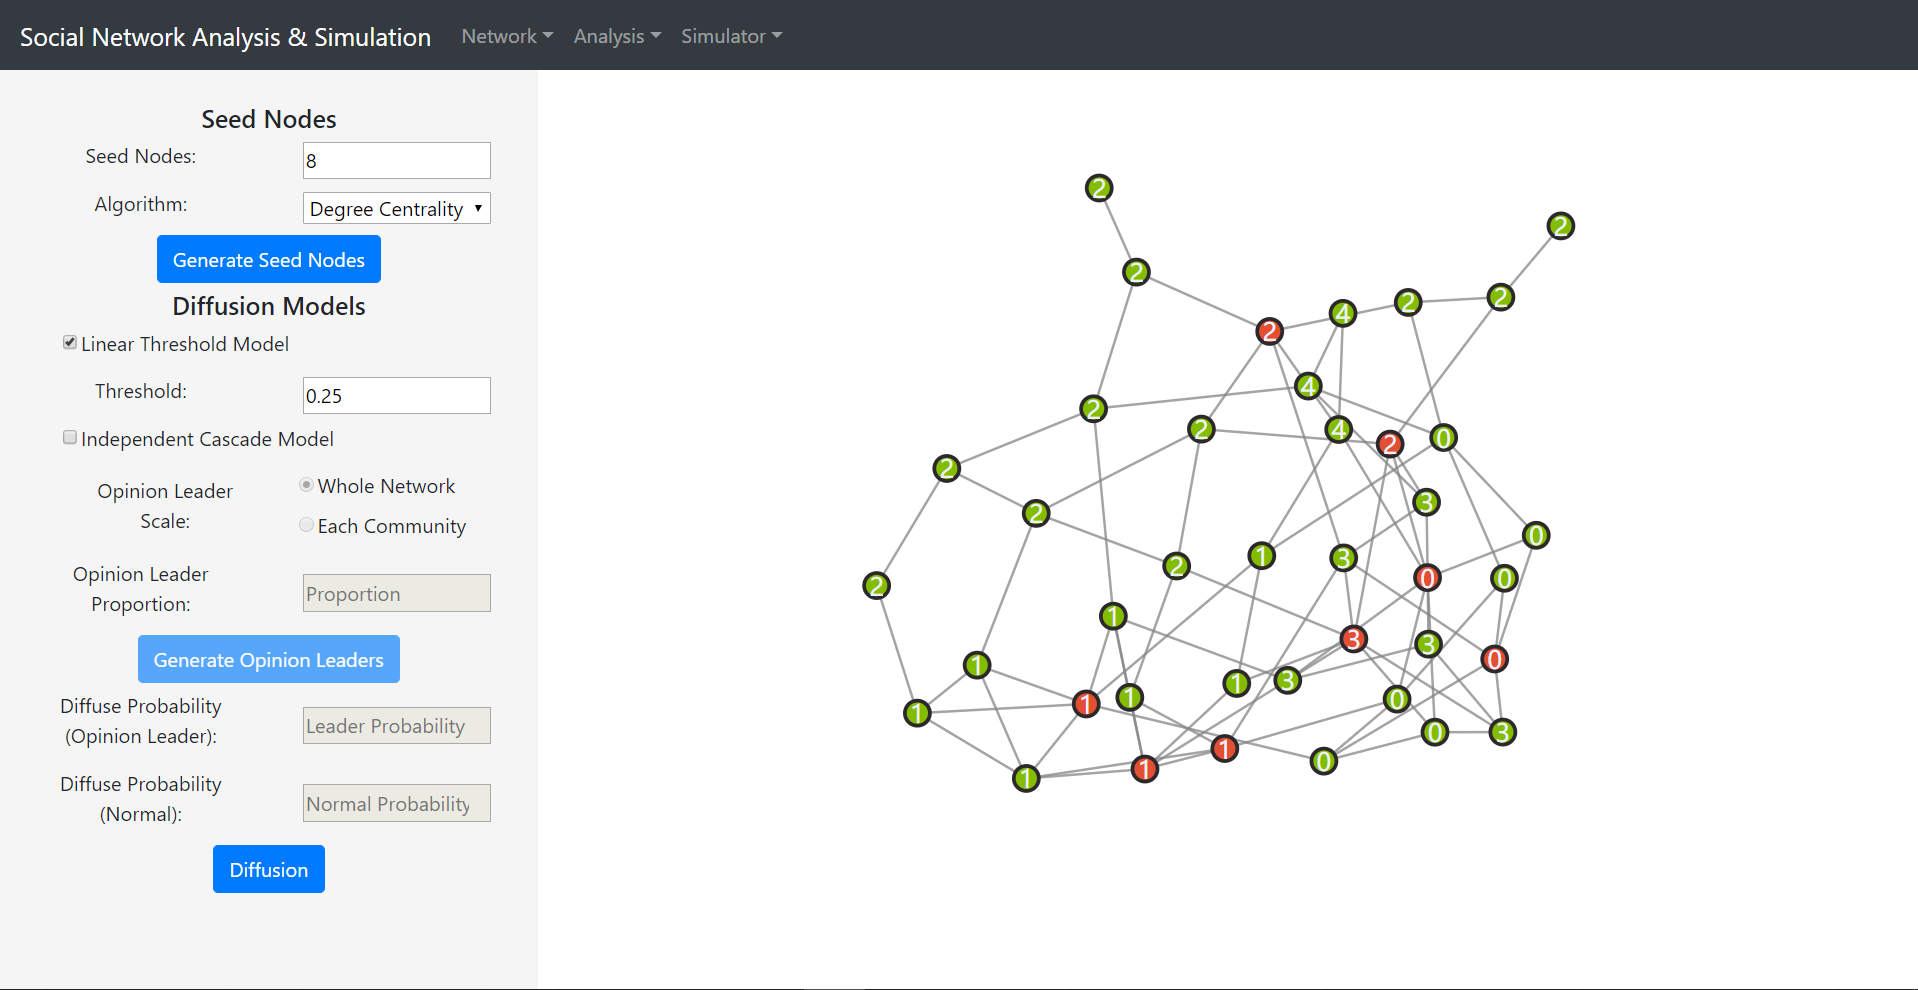 Social Network Analysis & Simulation Network Analysis Simulator
Seed Nodes
Seed Nodes: 8
Algorithm: Degree Centrality
Generate Seed Nodes
Diffusion Models
Linear Threshold Model
Threshold: 0.25
Independent Cascade Model
Opinion Leader
Scale:
Whole Network
Each Community
Opinion Leader
Proportion:
Proportion
Generate Opinion Leaders
Diffuse Probability
(Opinion Leader):
Leader Probability
Diffuse Probability
(Normal):
Normal Probability
Diffusion
2
2
2
2
4
2
2
4
2
2
4
2
0
2
3
2
0
2
1
3
2
0
0
2
1
3
3
0
1
1
3
1
1
0
1
1
0
3
1
0
1
1